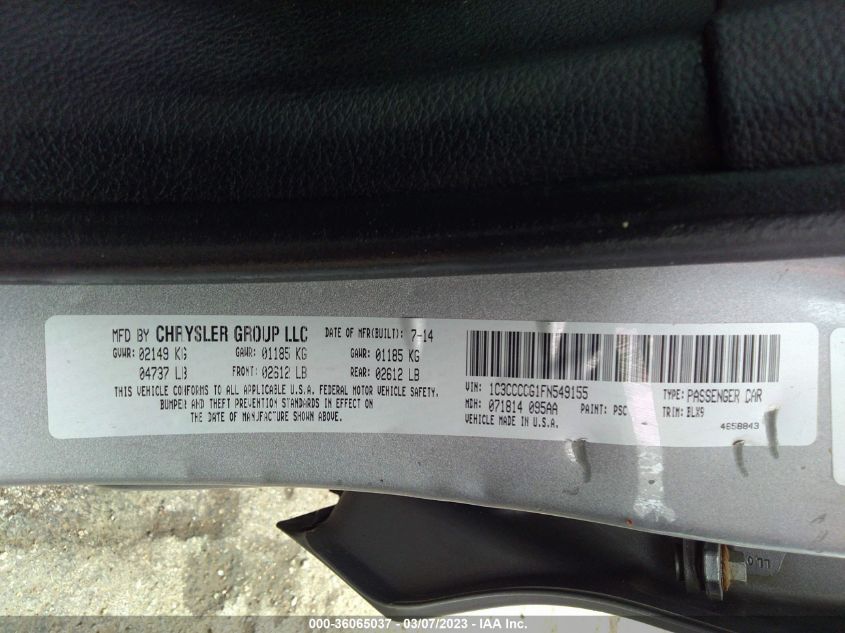 MFD BY CHRYSLER GROUP LLC DATE OF MFR(BUILT): 7-14
GVWR: 02149 KG GAWR: 01185 KG GAWR: 01185 KG
04737 LB FRONT: 02612 LB REAR: 02612 LB
THIS VEHICLE CONFORMS TO ALL APPLICABLE U.S.A. FEDERAL MOTOR VEHICLE SAFETY,
BUMPER AND THEFT PREVENTION STANDARDS IN EFFECT ON
THE DATE OF MANUFACTURE SHOWN ABOVE.
VIN: 1C3CCCCG1FN549155 TYPE: PASSENGER CAR
MDH: 071814 095AA PAINT: PSC TRIM: BLX9
VEHICLE MADE IN U.S.A. 4658843
000-36065037 - 03/07/2023 - IAA Inc.